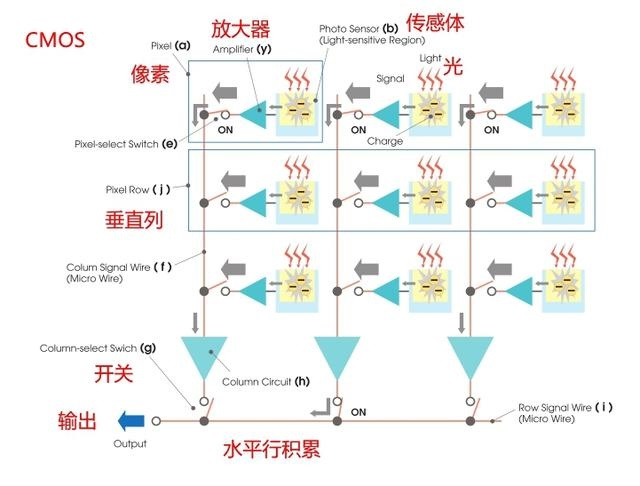 CMOS
放大器
Photo Sensor (b)
(Light-sensitive Region)
传感体
Pixel (a)
Amplifier (y)
像素
Light
光
Signal
ON
ON
ON
Charge
Pixel-select Switch (e)
Pixel Row (j)
垂直列
Colum Signal Wire (f)
(Micro Wire)
Column-select Swich (g)
开关
Column Circuit (h)
输出
ON
Row Signal Wire (i)
(Micro Wire)
Output
水平行积累